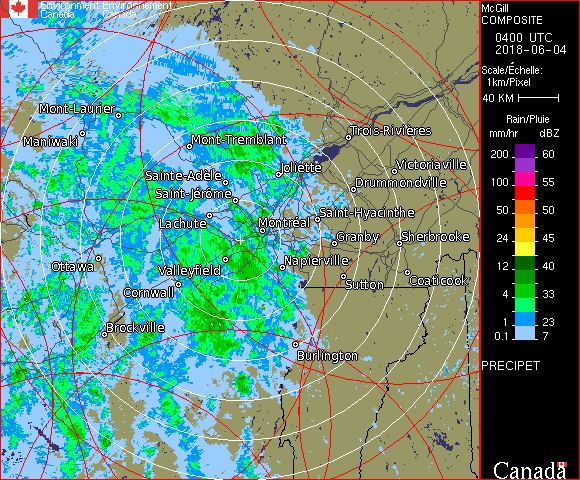 Environment Environnement
Canada Canada
McGill
COMPOSITE
0400 UTC
2018-06-04
Scale/Échelle:
1km/Pixel
40 KM
Rain/Pluie
mm/hr dBZ
200 60
100 55
50 50
24 45
12 40
4 33
2 23
0.1 7
PRECIPET
Canada
Mont-Laurier
Maniwaki
Mont-Tremblant
Trois-Rivières
Sainte-Adèle
Joliette
Victoriaville
Saint-Jérôme
Drummondville
Lachute
Montréal
Saint-Hyacinthe
Granby
Sherbrooke
Ottawa
Valleyfield
Napierville
Cornwall
Sutton
Coaticook
Brockville
Burlington